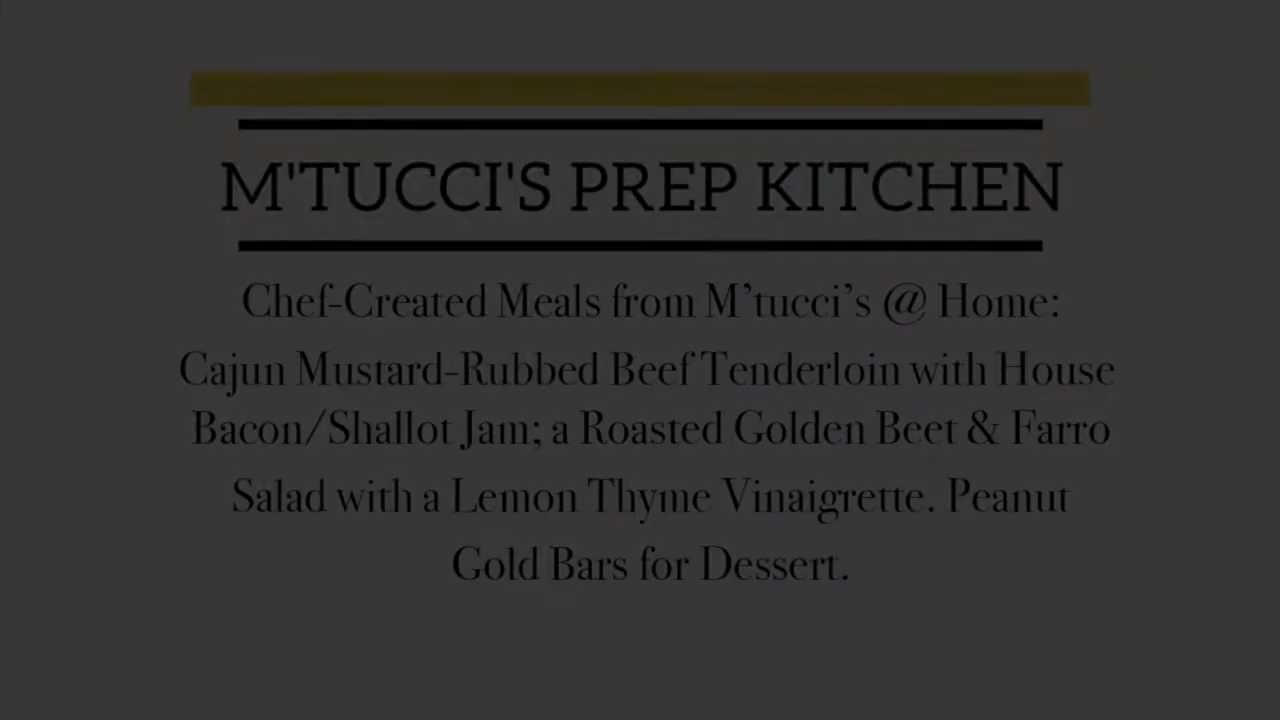 M'TUCCI'S PREP KITCHEN
Chef-Created Meals from M’tucci’s @ Home:
Cajun Mustard-Rubbed Beef Tenderloin with House
Bacon/Shallot Jam; a Roasted Golden Beet & Farro
Salad with a Lemon Thyme Vinaigrette. Peanut
Gold Bars for Dessert.